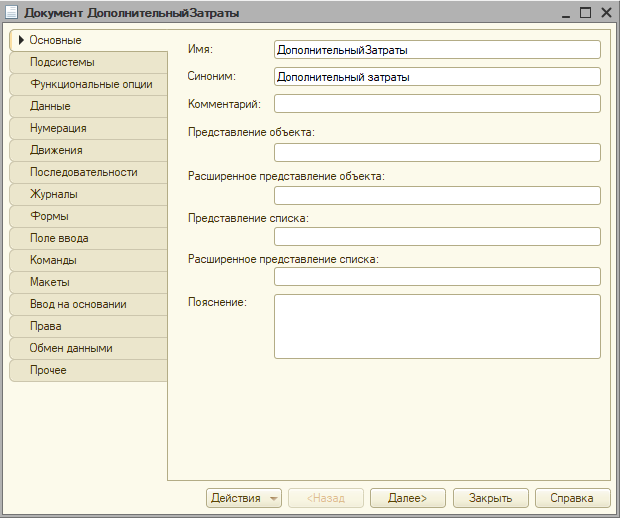 Документ ДополнительныйЗатраты
Основные
Подсистемы
Функциональные опции
Данные
Нумерация
Движения
Последовательности
Журналы
Формы
Поле ввода
Команды
Макеты
Ввод на основании
Права
Обмен данными
Прочее
Имя: ДополнительныйЗатраты
Синоним: Дополнительный затраты
Комментарий:
Представление объекта:
Расширенное представление объекта:
Представление списка:
Расширенное представление списка:
Пояснение:
Действия <Назад Далее> Закрыть Справка